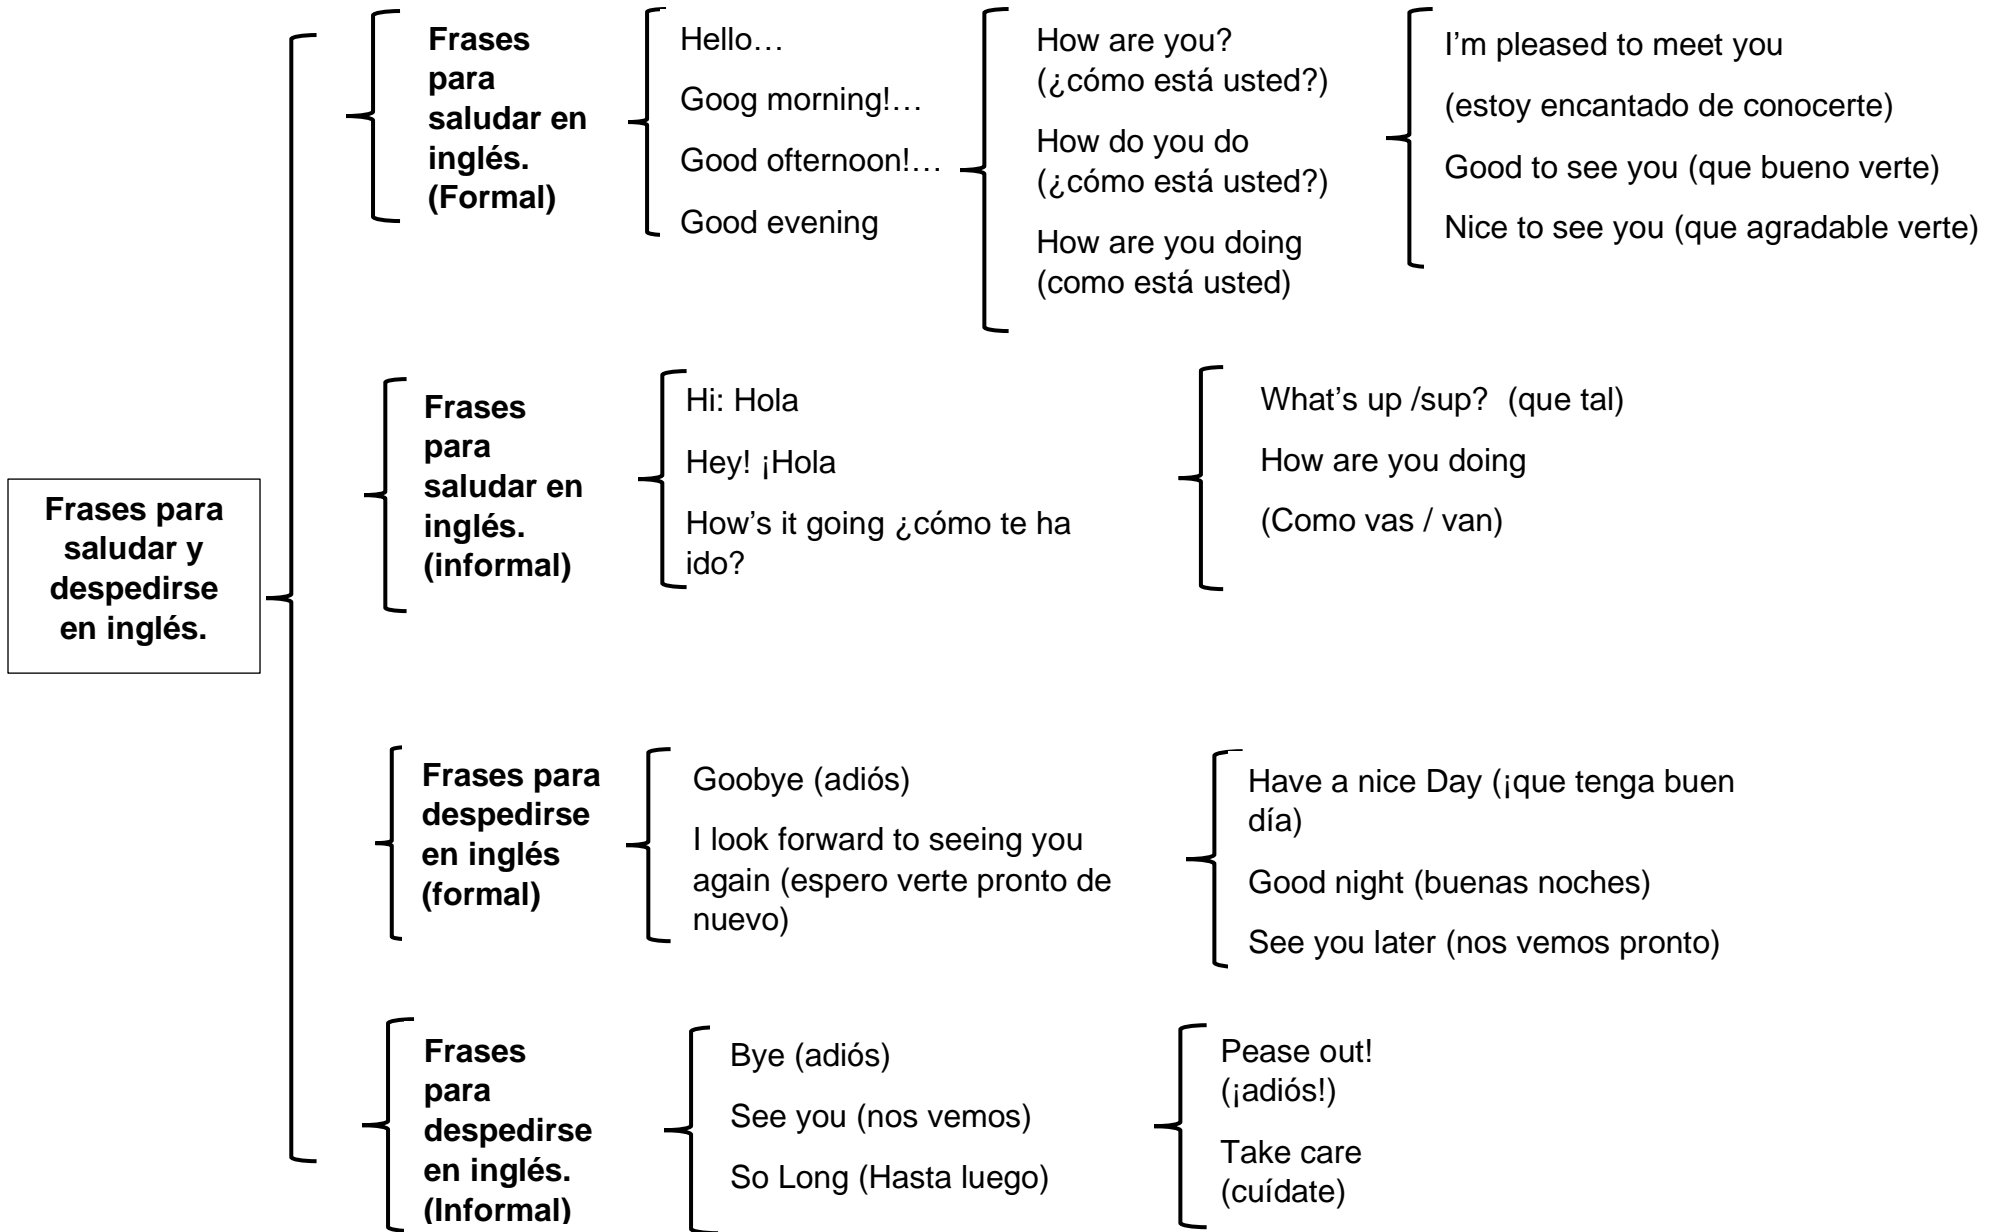 Frases para
saludar y
despedirse
en inglés.
Frases
para
saludar en
inglés.
(Formal)
Hello…
Goog morning!…
Good ofternoon!…
Good evening
How are you?
(¿cómo está usted?)
How do you do
(¿cómo está usted?)
How are you doing
(como está usted)
I’m pleased to meet you
(estoy encantado de conocerte)
Good to see you (que bueno verte)
Nice to see you (que agradable verte)
Frases
para
saludar en
inglés.
(informal)
Hi: Hola
Hey! ¡Hola
How’s it going ¿cómo te ha
ido?
What’s up /sup?  (que tal)
How are you doing
(Como vas / van)
Frases para
despedirse
en inglés
(formal)
Goobye (adiós)
I look forward to seeing you
again (espero verte pronto de
nuevo)
Have a nice Day (¡que tenga buen
día)
Good night (buenas noches)
See you later (nos vemos pronto)
Frases
para
despedirse
en inglés.
(Informal)
Bye (adiós)
See you (nos vemos)
So Long (Hasta luego)
Pease out!
(¡adiós!)
Take care
(cuídate)